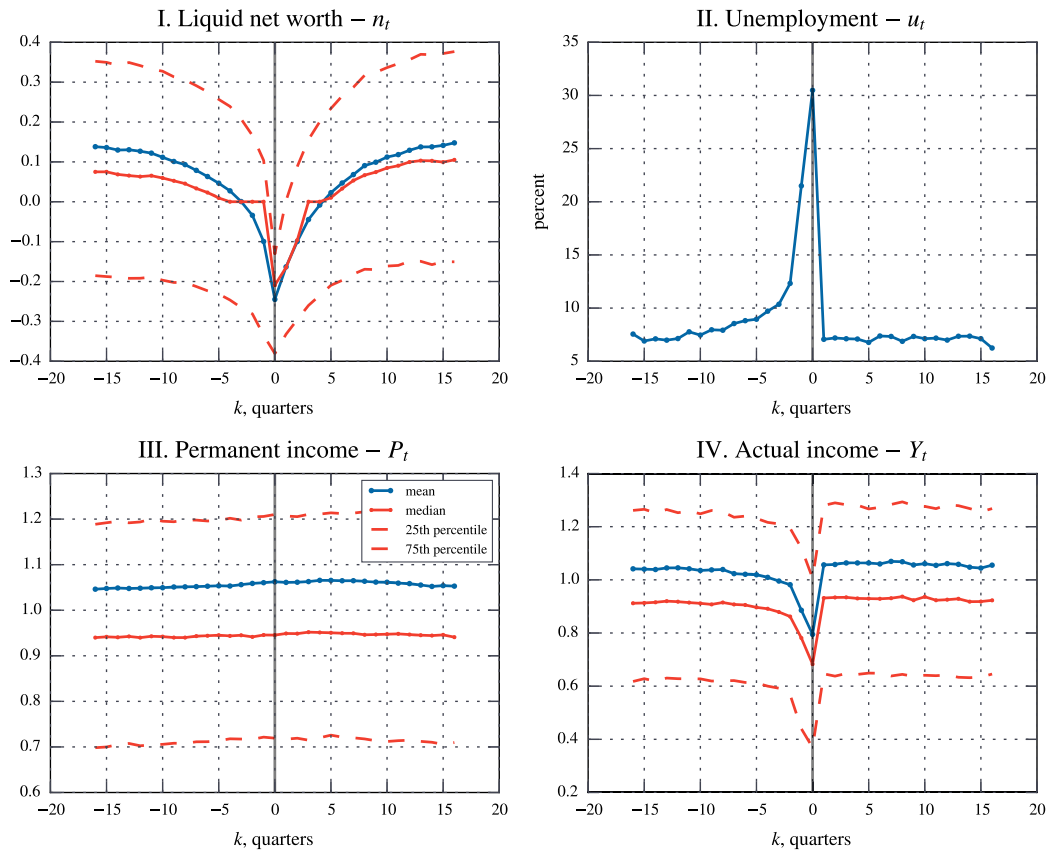 I. Liquid net worth – n_t
0.4
0.3
0.2
0.1
0.0
−0.1
−0.2
−0.3
−0.4
−20 −15 −10 −5 0 5 10 15 20
k, quarters
II. Unemployment – u_t
percent
35
30
25
20
15
10
5
−20 −15 −10 −5 0 5 10 15 20
k, quarters
III. Permanent income – P_t
1.3
1.2
1.1
1.0
0.9
0.8
0.7
0.6
mean
median
25th percentile
75th percentile
−20 −15 −10 −5 0 5 10 15 20
k, quarters
IV. Actual income – Y_t
1.4
1.2
1.0
0.8
0.6
0.4
0.2
−20 −15 −10 −5 0 5 10 15 20
k, quarters